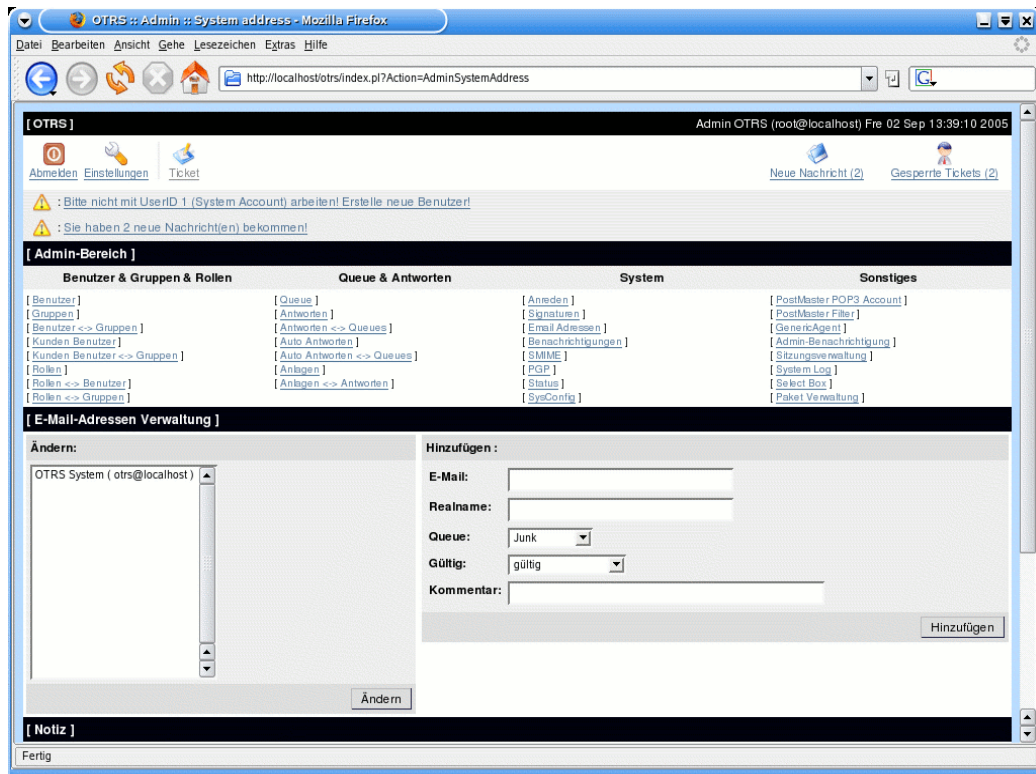 OTRS :: Admin :: System address - Mozilla Firefox
Datei Bearbeiten Ansicht Gehe Lesezeichen Extras Hilfe
http://localhost/otrs/index.pl?Action=AdminSystemAddress
G
[ OTRS ] Admin OTRS (root@localhost) Fre 02 Sep 13:39:10 2005
Abmelden Einstellungen Ticket Neue Nachricht (2) Gesperrte Tickets (2)
: Bitte nicht mit UserID 1 (System Account) arbeiten! Erstelle neue Benutzer!
: Sie haben 2 neue Nachricht(en) bekommen!
[ Admin-Bereich ]
Benutzer & Gruppen & Rollen Queue & Antworten System Sonstiges
[ Benutzer ] [ Queue ] [ Anreden ] [ PostMaster POP3 Account ]
[ Gruppen ] [ Antworten ] [ Signaturen ] [ PostMaster Filter ]
[ Benutzer <-> Gruppen ] [ Antworten <-> Queues ] [ Email Adressen ] [ GenericAgent ]
[ Kunden Benutzer ] [ Auto Antworten ] [ Benachrichtigungen ] [ Admin-Benachrichtigung ]
[ Kunden Benutzer <-> Gruppen ] [ Auto Antworten <-> Queues ] [ SMIME ] [ Sitzungsverwaltung ]
[ Rollen ] [ Anlagen ] [ PGP ] [ System Log ]
[ Rollen <-> Benutzer ] [ Anlagen <-> Antworten ] [ Status ] [ Select Box ]
[ Rollen <-> Gruppen ] [ SysConfig ] [ Paket Verwaltung ]
[ E-Mail-Adressen Verwaltung ]
Ändern: Hinzufügen :
OTRS System ( otrs@localhost )
E-Mail:
Realname:
Queue: Junk
Gültig: gültig
Kommentar:
Hinzufügen
Ändern
[ Notiz ]
Fertig